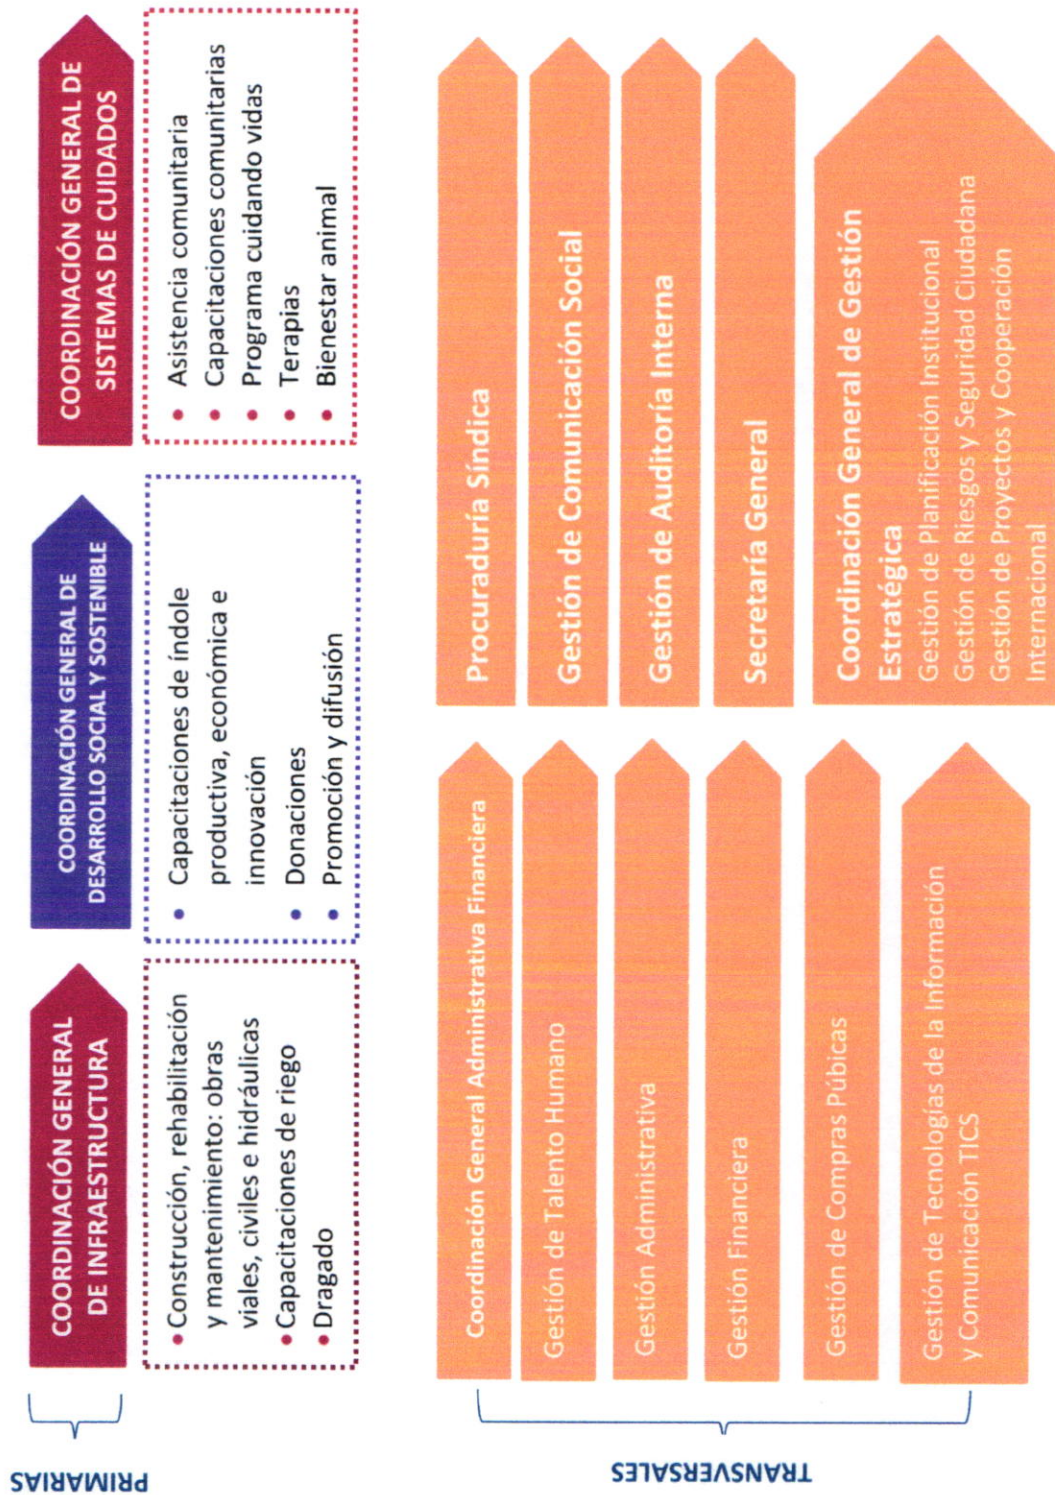 PRIMARIAS
COORDINACIÓN GENERAL
DE INFRAESTRUCTURA
• Construcción, rehabilitación
y mantenimiento: obras
viales, civiles e hidráulicas
• Capacitaciones de riego
• Dragado
COORDINACIÓN GENERAL DE
DESARROLLO SOCIAL Y SOSTENIBLE
• Capacitaciones de índole
productiva, económica e
innovación
• Donaciones
• Promoción y difusión
COORDINACIÓN GENERAL DE
SISTEMAS DE CUIDADOS
• Asistencia comunitaria
• Capacitaciones comunitarias
• Programa cuidando vidas
• Terapias
• Bienestar animal
TRANSVERSALES
Coordinación General Administrativa Financiera
Gestión de Talento Humano
Gestión Administrativa
Gestión Financiera
Gestión de Compras Púbicas
Gestión de Tecnologías de la Información
y Comunicación TICS
Procuraduría Síndica
Gestión de Comunicación Social
Gestión de Auditoría Interna
Secretaría General
Coordinación General de Gestión
Estratégica
Gestión de Planificación Institucional
Gestión de Riesgos y Seguridad Ciudadana
Gestión de Proyectos y Cooperación
Internacional